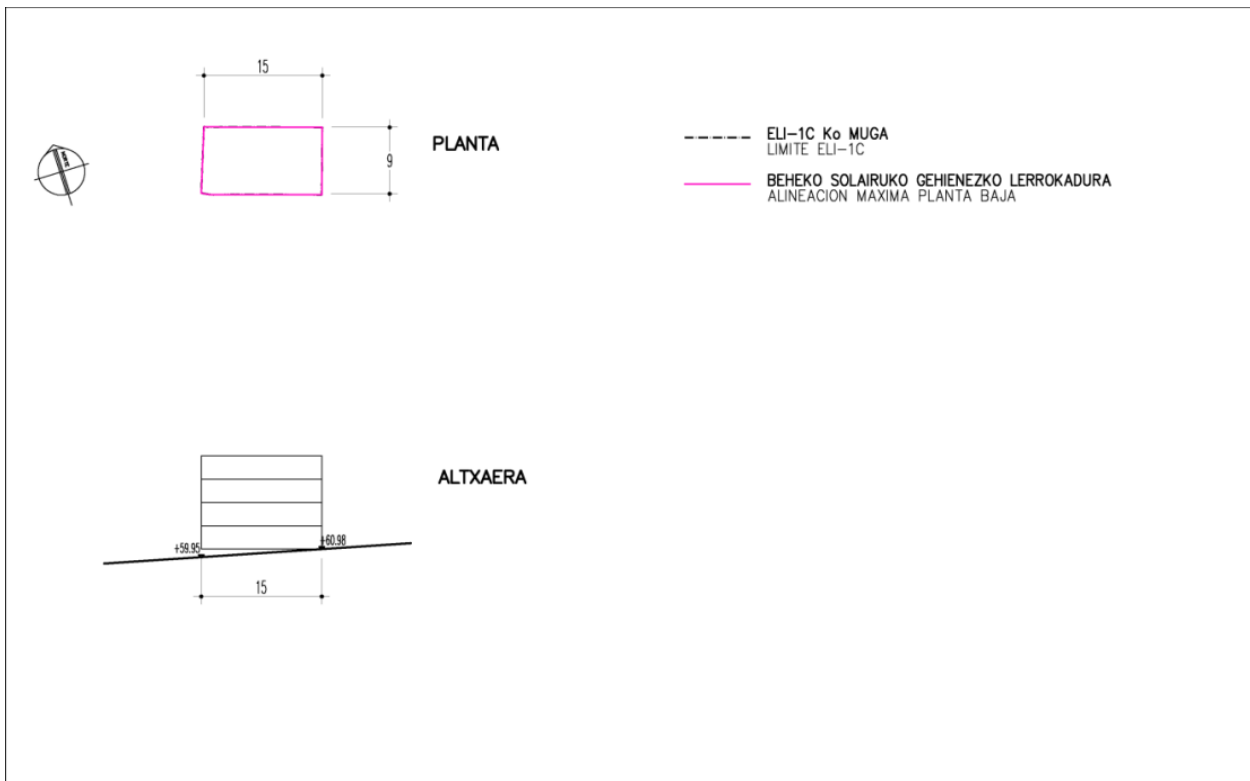 15
9
PLANTA
ELI-1C Ko MUGA
LIMITE ELI-1C
BEHEKO SOLAIRUKO GEHIENEZKO LERROKADURA
ALINEACION MAXIMA PLANTA BAJA
ALTXAERA
+59.95
+60.98
15